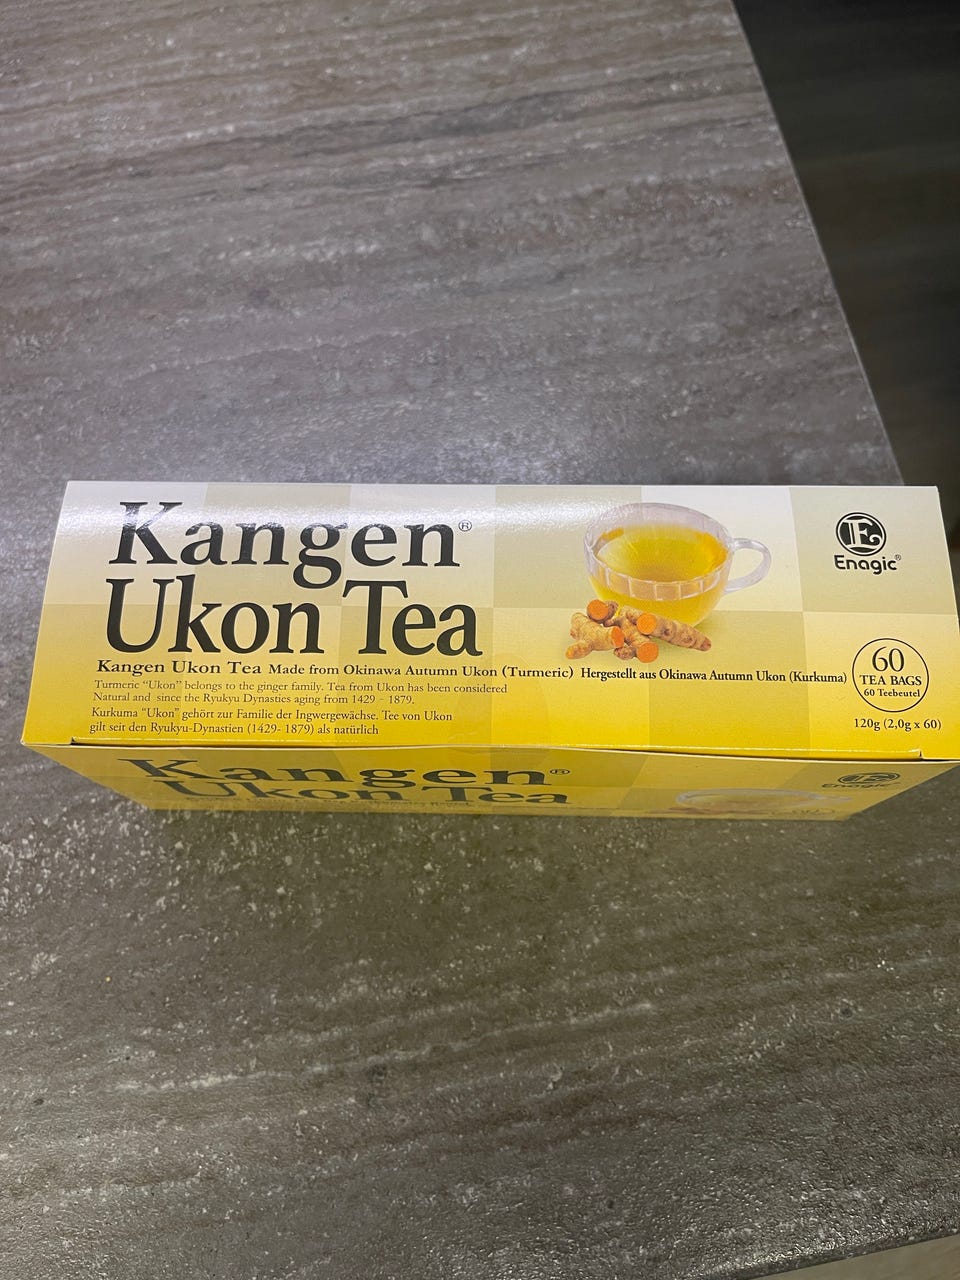 Kangen®
Ukon Tea
Kangen Ukon Tea Made from Okinawa Autumn Ukon (Turmeric) Hergestellt aus Okinawa Autumn Ukon (Kurkuma)
Turmeric “Ukon” belongs to the ginger family. Tea from Ukon has been considered
Natural and since the Ryukyu Dynasties aging from 1429 - 1879.
Kurkuma “Ukon” gehört zur Familie der Ingwergewächse. Tee von Ukon
gilt seit den Ryukyu-Dynastien (1429- 1879) als natürlich
E
Enagic®
60
TEA BAGS
60 Teebeutel
120g (2,0g x 60)
Kangen®
Ukon Tea
Enagic